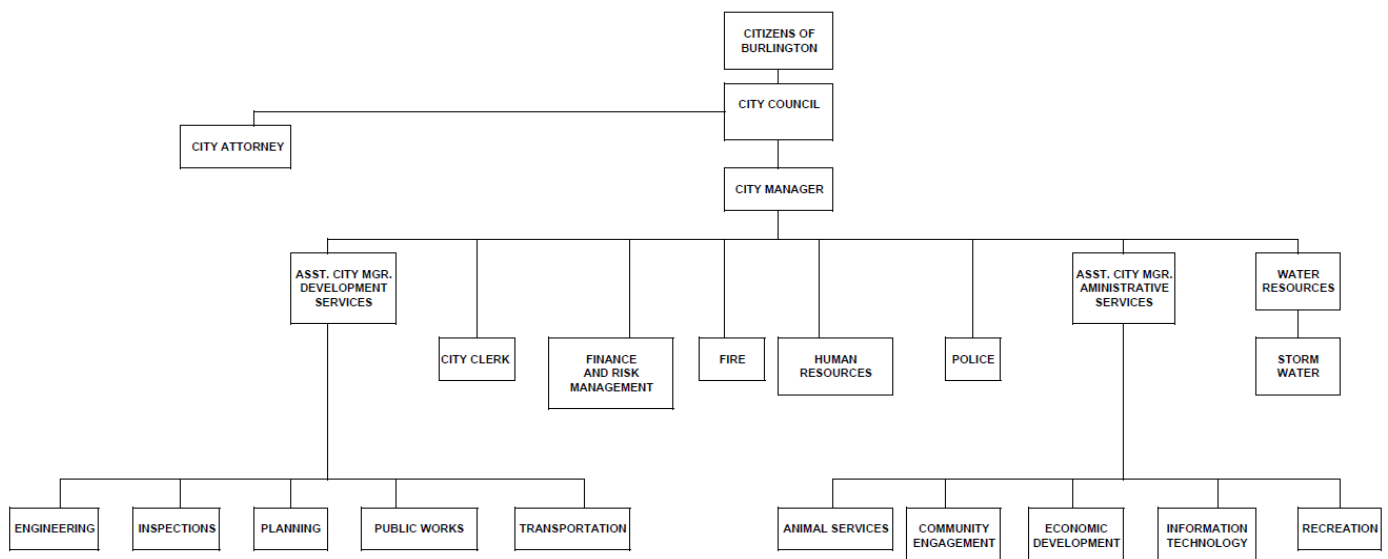 CITIZENS OF
BURLINGTON
CITY COUNCIL
CITY ATTORNEY
CITY MANAGER
ASST. CITY MGR.
DEVELOPMENT
SERVICES
ASST. CITY MGR.
AMINISTRATIVE
SERVICES
WATER
RESOURCES
CITY CLERK
FINANCE
AND RISK
MANAGEMENT
FIRE
HUMAN
RESOURCES
POLICE
STORM
WATER
ENGINEERING
INSPECTIONS
PLANNING
PUBLIC WORKS
TRANSPORTATION
ANIMAL SERVICES
COMMUNITY
ENGAGEMENT
ECONOMIC
DEVELOPMENT
INFORMATION
TECHNOLOGY
RECREATION